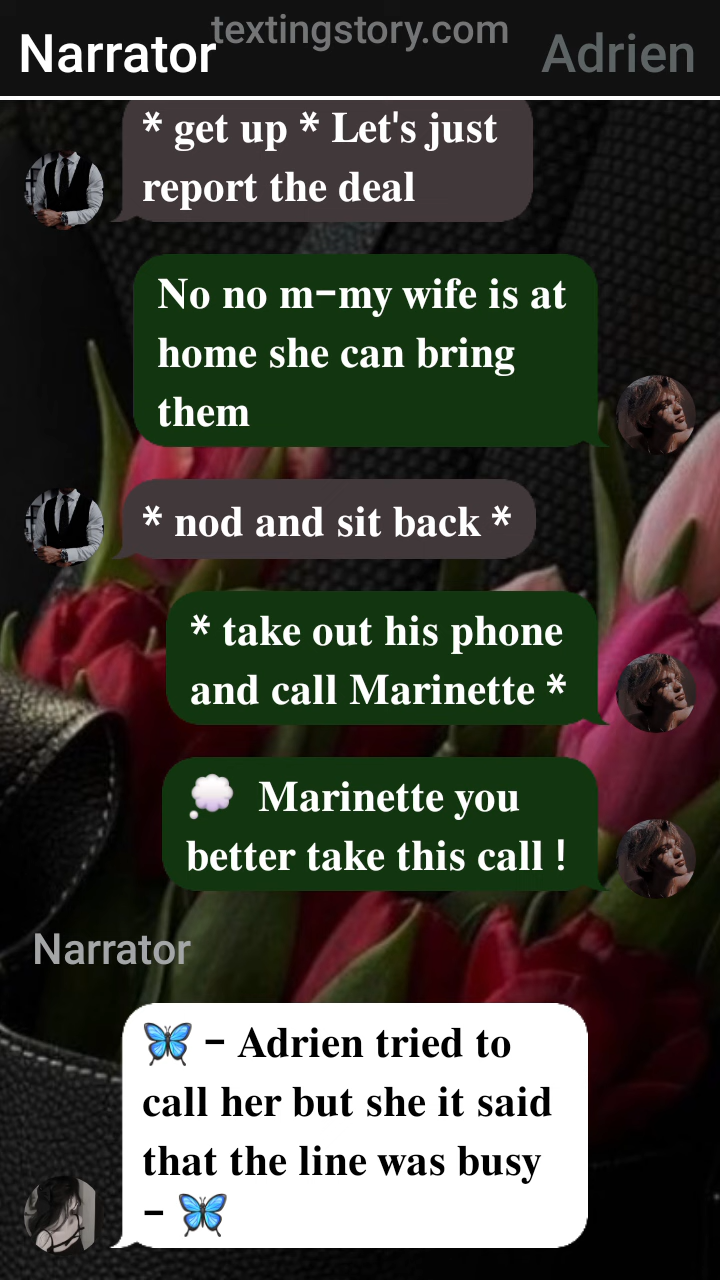 textingstory.com
Narrator
Adrien
* get up * Let's just
report the deal
No no m-my wife is at
home she can bring
them
* nod and sit back *
* take out his phone
and call Marinette *
💭 Marinette you
better take this call !
Narrator
🦋 - Adrien tried to
call her but she it said
that the line was busy
- 🦋